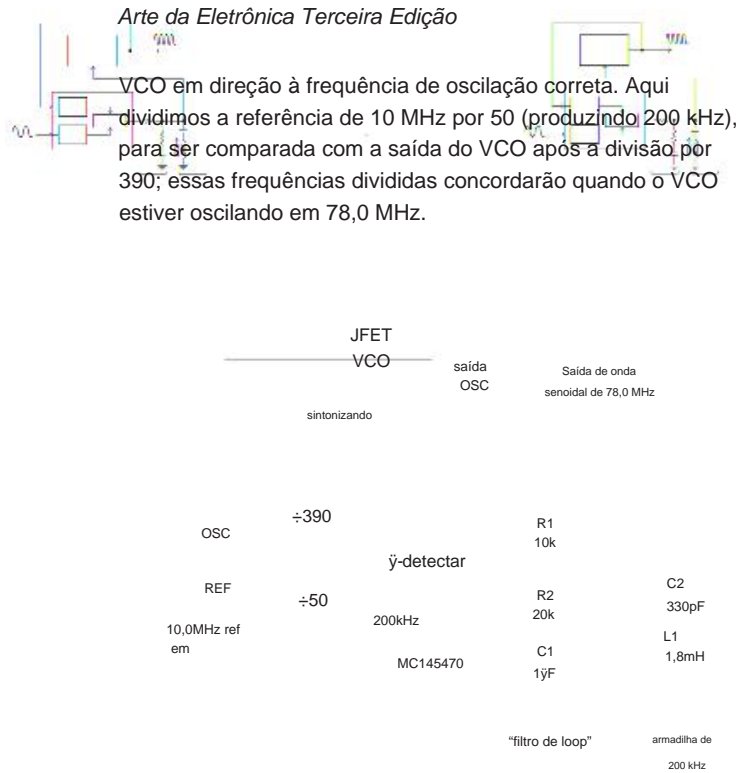 Arte da Eletrônica Terceira Edição
VCO em direção à frequência de oscilação correta. Aqui
dividimos a referência de 10 MHz por 50 (produzindo 200 kHz),
para ser comparada com a saída do VCO após a divisão por
390; essas frequências divididas concordarão quando o VCO
estiver oscilando em 78,0 MHz.
JFET
VCO
saída
OSC
Saída de onda
senoidal de 78,0 MHz
sintonizando
÷390
OSC
R1
10k
ÿ-detectar
REF
÷50
R2
20k
C2
330pF
10,0MHz ref
em
200kHz
L1
1,8mH
MC145470
C1
1ÿF
“filtro de loop”
armadilha de
200 kHz